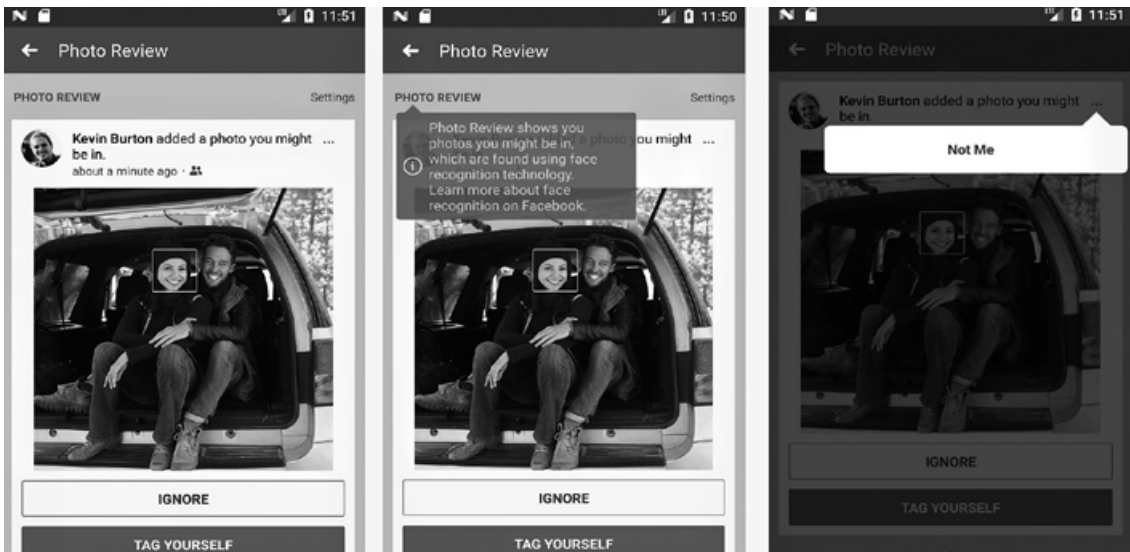 11:51
Photo Review
PHOTO REVIEW Settings
Kevin Burton added a photo you might ...
be in.
about a minute ago
IGNORE
TAG YOURSELF
11:50
Photo Review
PHOTO REVIEW Settings
Photo Review shows you
photos you might be in,
which are found using face
recognition technology.
Learn more about face
recognition on Facebook.
you might ...
IGNORE
TAG YOURSELF
11:51
Photo Review
Kevin Burton added a photo you might ...
be in.
Not Me
IGNORE
TAG YOURSELF